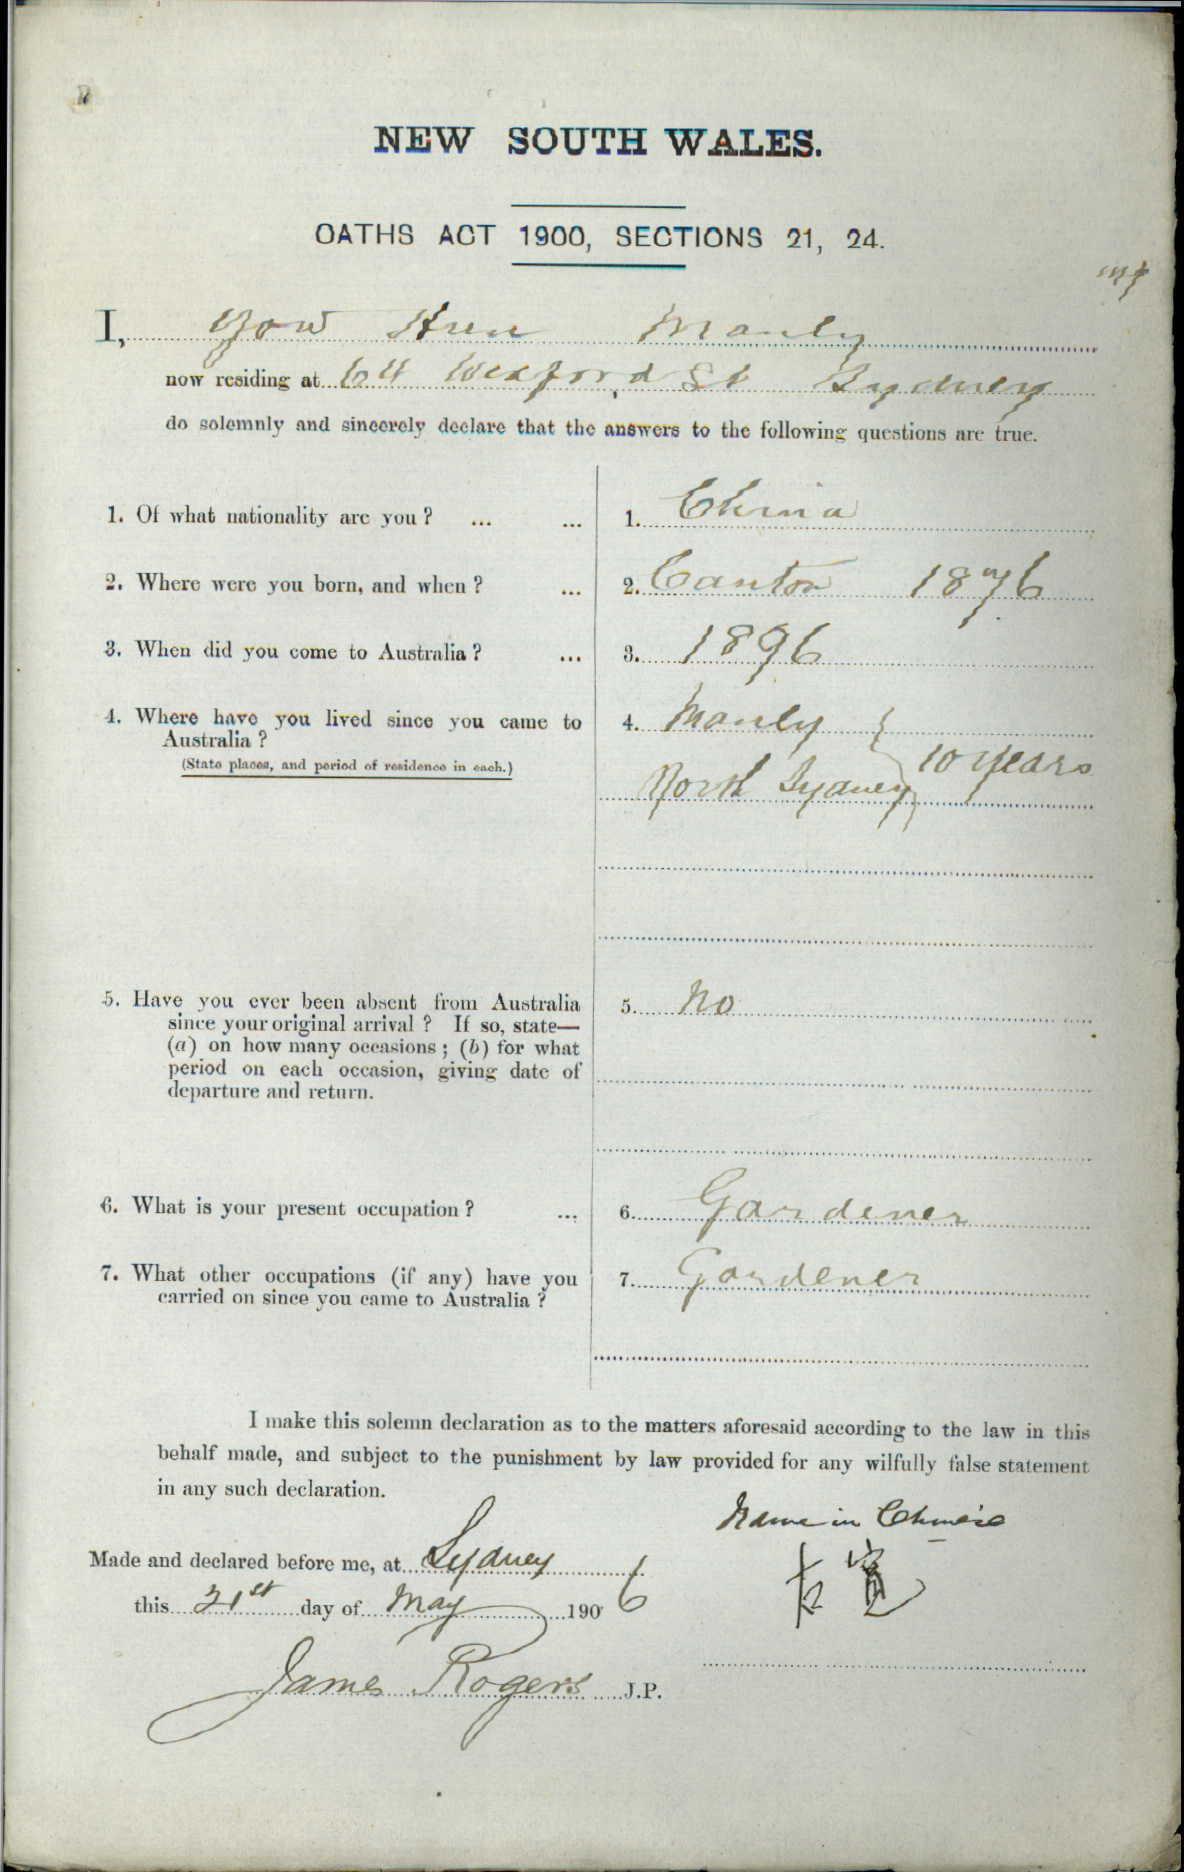 NEW SOUTH WALES.
OATHS ACT 1900, SECTIONS 21, 24.
I, Yow Hun Manly
now residing at 64 Wexford St Sydney
do solemnly and sincerely declare that the answers to the following questions are true.
1. Of what nationality are you? ... ... 1. China
2. Where were you born, and when? ... 2. Canton 1876
3. When did you come to Australia? ... 3. 1896
4. Where have you lived since you came to 4. Manly
Australia?
(State places, and period of residence in each.) North Sydney 10 years
5. Have you ever been absent from Australia 5. No
since your original arrival? If so, state—
(a) on how many occasions; (b) for what
period on each occasion, giving date of
departure and return.
6. What is your present occupation? ... 6. Gardener
7. What other occupations (if any) have you 7. Gardener
carried on since you came to Australia?
I make this solemn declaration as to the matters aforesaid according to the law in this
behalf made, and subject to the punishment by law provided for any wilfully false statement
in any such declaration.
Name in Chinese
Made and declared before me, at Sydney
this 21st day of May 1906
James Rogers J.P.